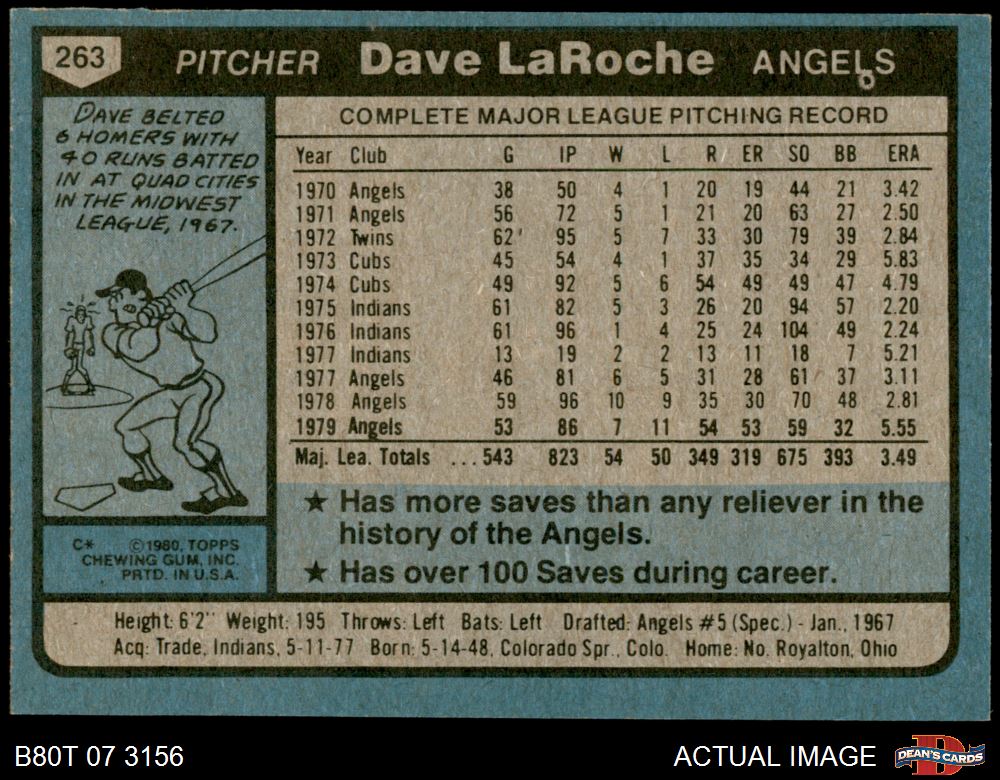 263 PITCHER Dave LaRoche ANGELS
DAVE BELTED
6 HOMERS WITH
40 RUNS BATTED
IN AT QUAD CITIES
IN THE MIDWEST
LEAGUE, 1967.
COMPLETE MAJOR LEAGUE PITCHING RECORD
Year Club G IP W L R ER SO BB ERA
1970 Angels 38 50 4 1 20 19 44 21 3.42
1971 Angels 56 72 5 1 21 20 63 27 2.50
1972 Twins 62 95 5 7 33 30 79 39 2.84
1973 Cubs 45 54 4 1 37 35 34 29 5.83
1974 Cubs 49 92 5 6 54 49 49 47 4.79
1975 Indians 61 82 5 3 26 20 94 57 2.20
1976 Indians 61 96 1 4 25 24 104 49 2.24
1977 Indians 13 19 2 2 13 11 18 7 5.21
1977 Angels 46 81 6 5 31 28 61 37 3.11
1978 Angels 59 96 10 9 35 30 70 48 2.81
1979 Angels 53 86 7 11 54 53 59 32 5.55
Maj. Lea. Totals ... 543 823 54 50 349 319 675 393 3.49
★ Has more saves than any reliever in the
history of the Angels.
★ Has over 100 Saves during career.
C* ©1980, TOPPS
CHEWING GUM, INC.
PRTD. IN U.S.A.
Height: 6'2" Weight: 195 Throws: Left Bats: Left Drafted: Angels #5 (Spec.) - Jan., 1967
Acq: Trade, Indians, 5-11-77 Born: 5-14-48, Colorado Spr., Colo. Home: No. Royalton, Ohio
B80T 07 3156 ACTUAL IMAGE D DEAN'S CARDS